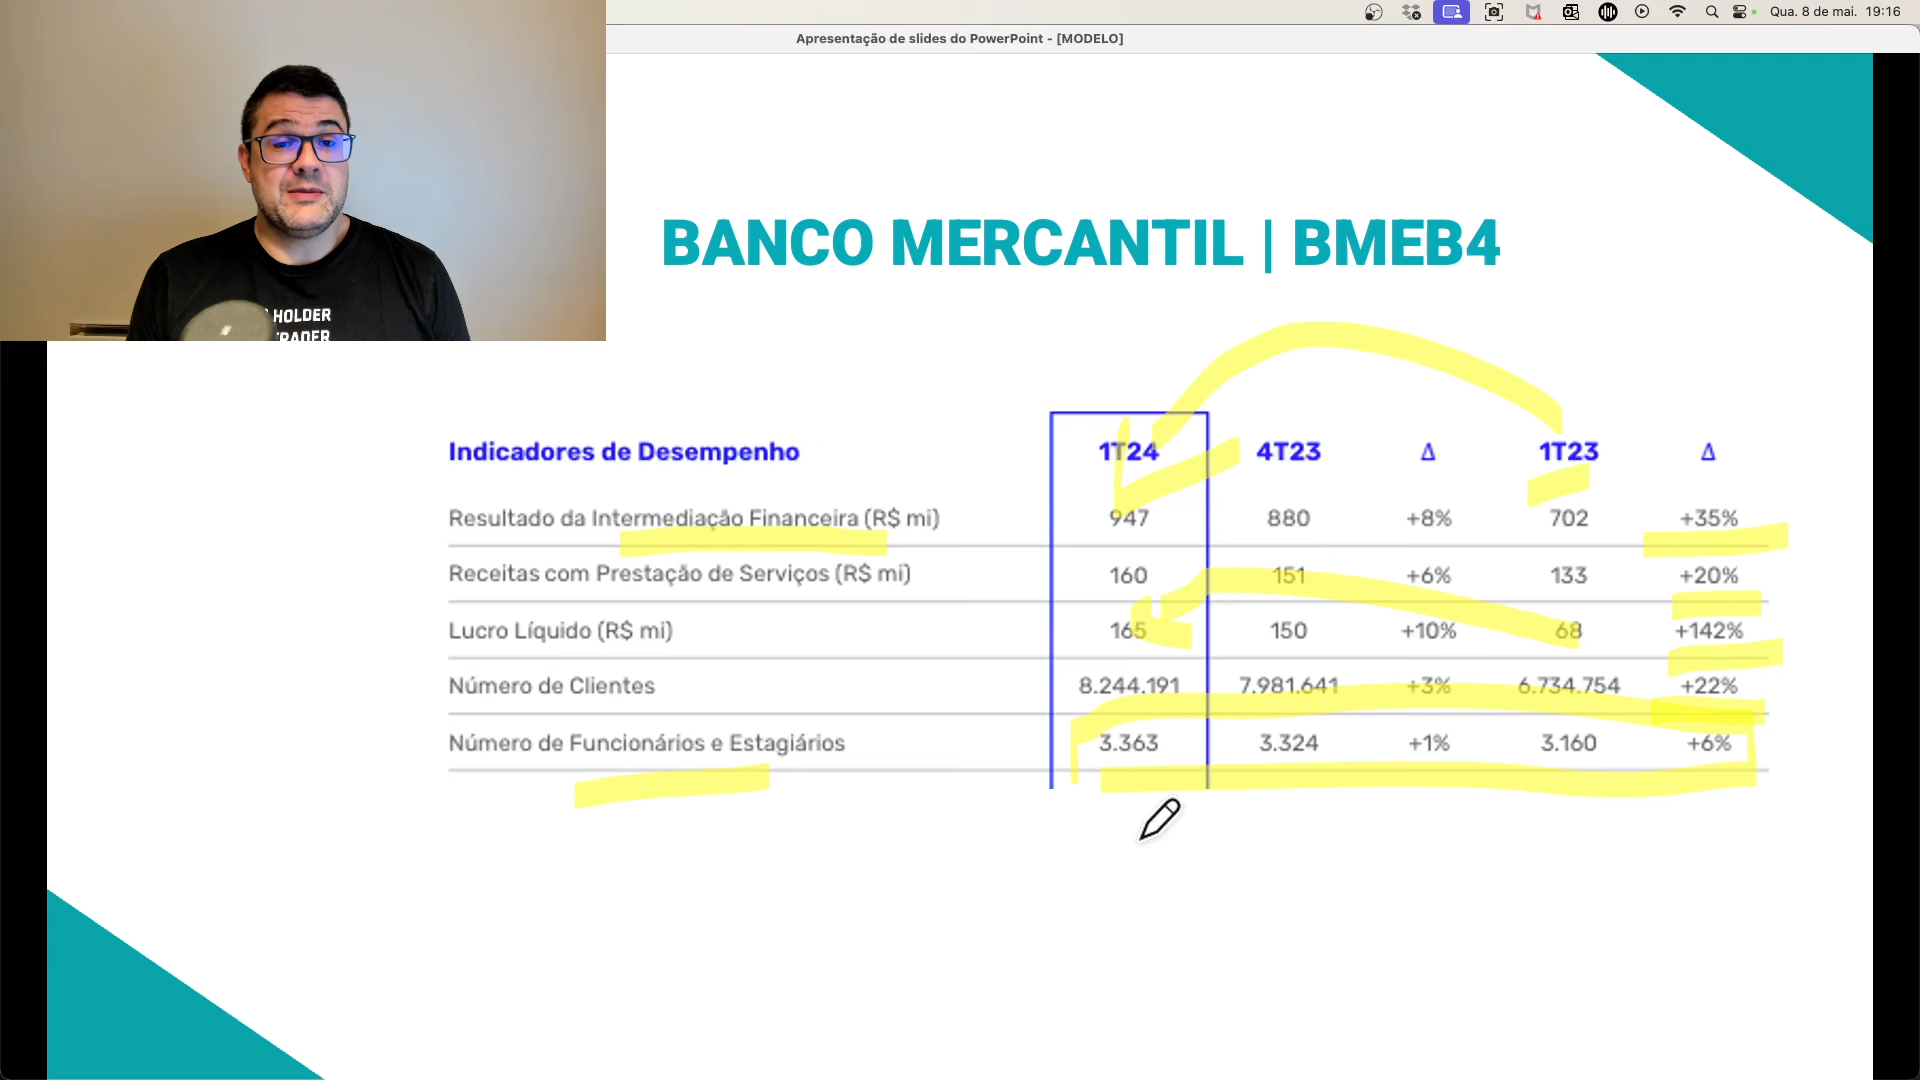 Qua. 8 de mai. 19:16
Apresentação de slides do PowerPoint - [MODELO]
HOLDER
TRADER
BANCO MERCANTIL | BMEB4
Indicadores de Desempenho 1T24 4T23 Δ 1T23 Δ
Resultado da Intermediação Financeira (R$ mi) 947 880 +8% 702 +35%
Receitas com Prestação de Serviços (R$ mi) 160 151 +6% 133 +20%
Lucro Líquido (R$ mi) 165 150 +10% 68 +142%
Número de Clientes 8.244.191 7.981.641 +3% 6.734.754 +22%
Número de Funcionários e Estagiários 3.363 3.324 +1% 3.160 +6%